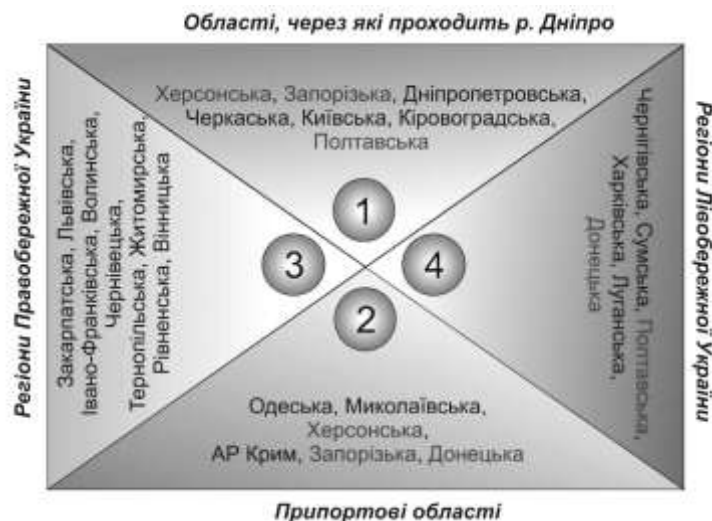 Області, через які проходить р. Дніпро
Херсонська, Запорізька, Дніпропетровська,
Черкаська, Київська, Кіровоградська,
Полтавська
1
Регіони Правобережної України
Закарпатська, Львівська,
Івано-Франківська, Волинська,
Чернівецька,
Тернопільська, Житомирська,
Рівненська, Вінницька
3
4
Чернігівська, Сумська, Полтавська,
Харківська, Луганська,
Донецька
Регіони Лівобережної України
2
Одеська, Миколаївська,
Херсонська,
АР Крим, Запорізька, Донецька
Припортові області